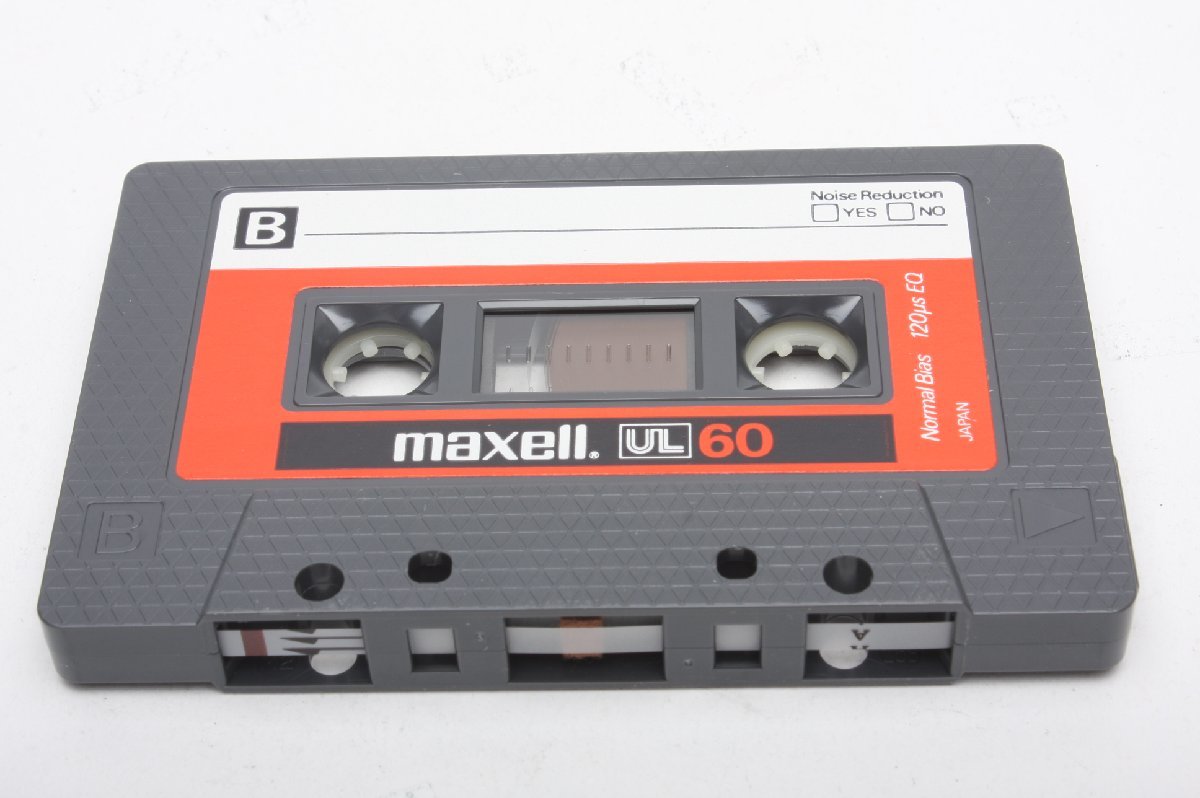 B
Noise Reduction
YES NO
Normal Bias 120µs EQ
JAPAN
maxell® UL 60
B
A